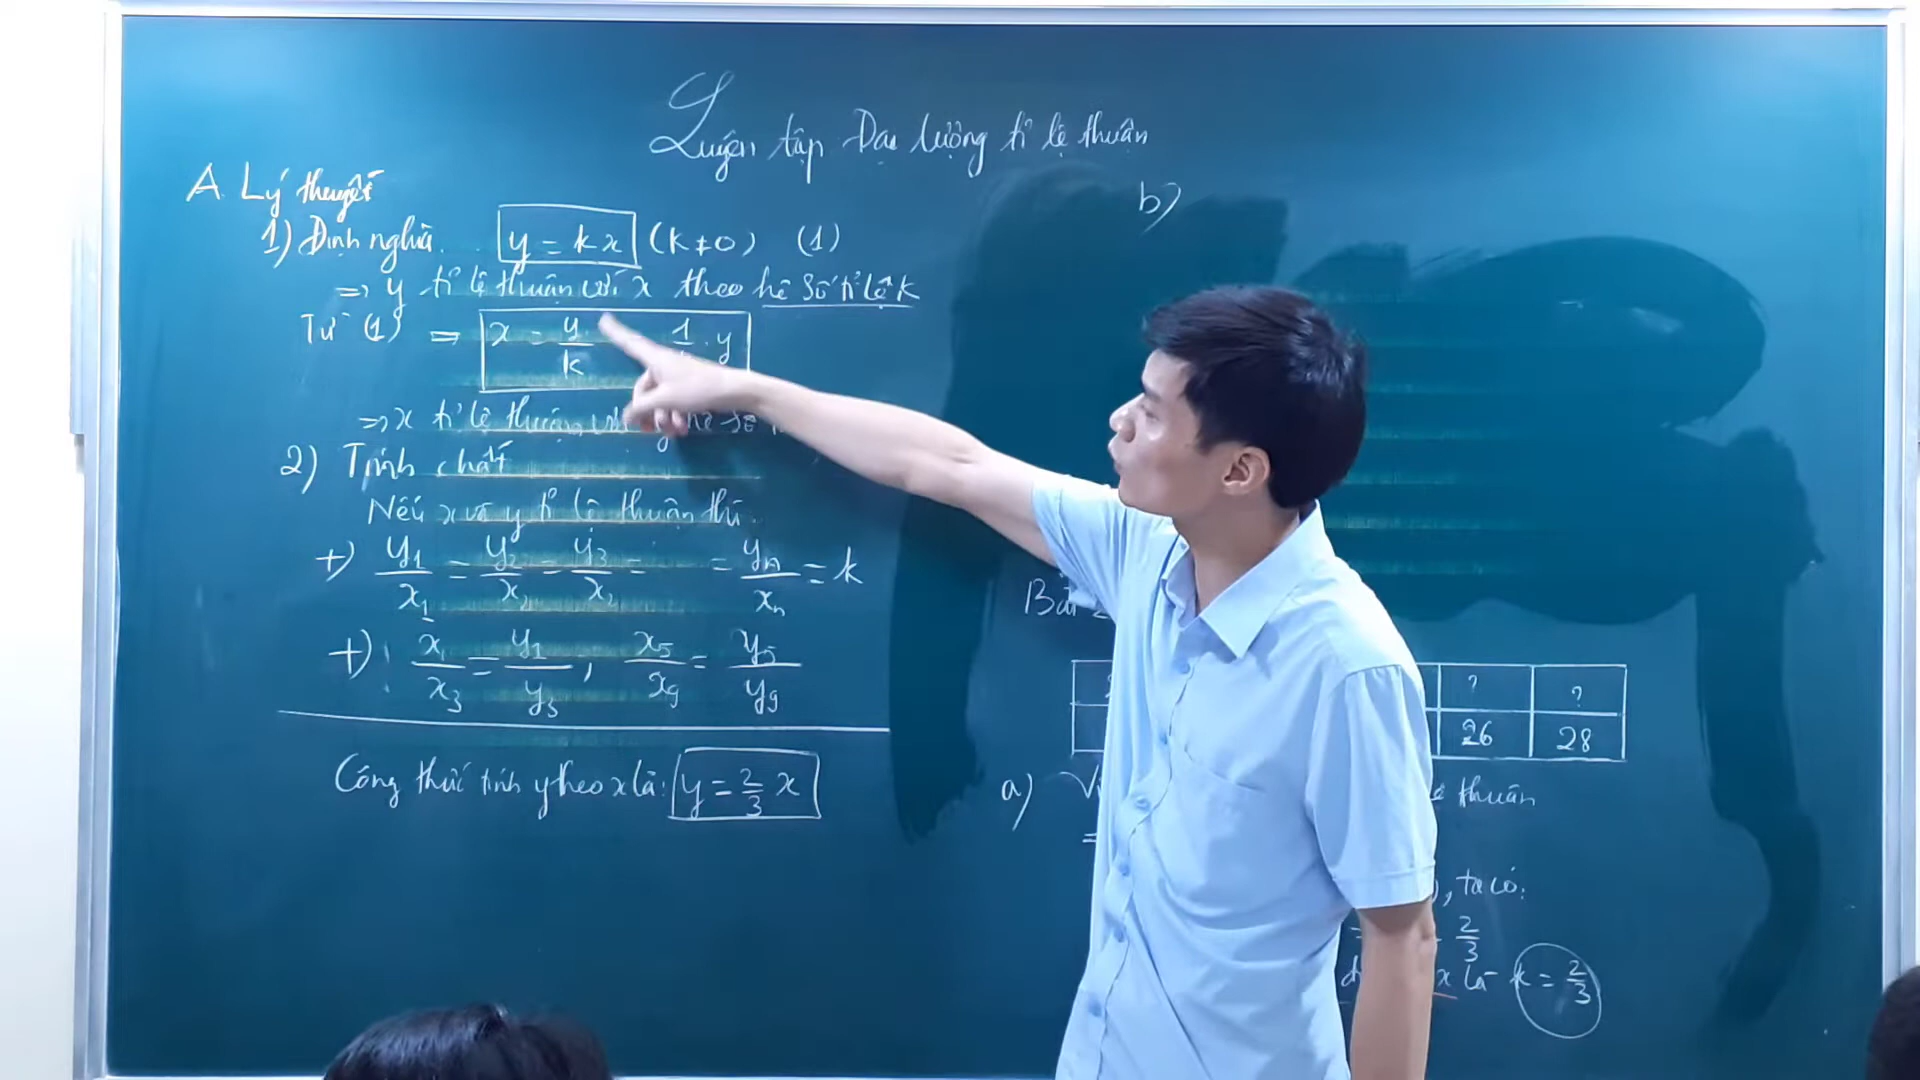 Luyện tập Đại lượng tỉ lệ thuận
A. Lý thuyết
1) Định nghĩa. y = kx (k ≠ 0) (1)
=> y tỉ lệ thuận với x theo hệ số tỉ lệ k
Từ (1) => x = y/k 1 . y
=> x tỉ lệ thuận hệ số
2) Tính chất
Nếu x và y tỉ lệ thuận thì.
+) y₁/x₁ = y₂/x₂ = y₃/x₃ = = yₙ/xₙ = k
+) x₁/x₃ = y₁/y₃ , x₅/x₉ = y₅/y₉
Công thức tính y theo x là: y = 2/3 x
b)
Bài 2
? ?
26 28
a) thuận
), ta có:
= 2/3
x là k = 2/3